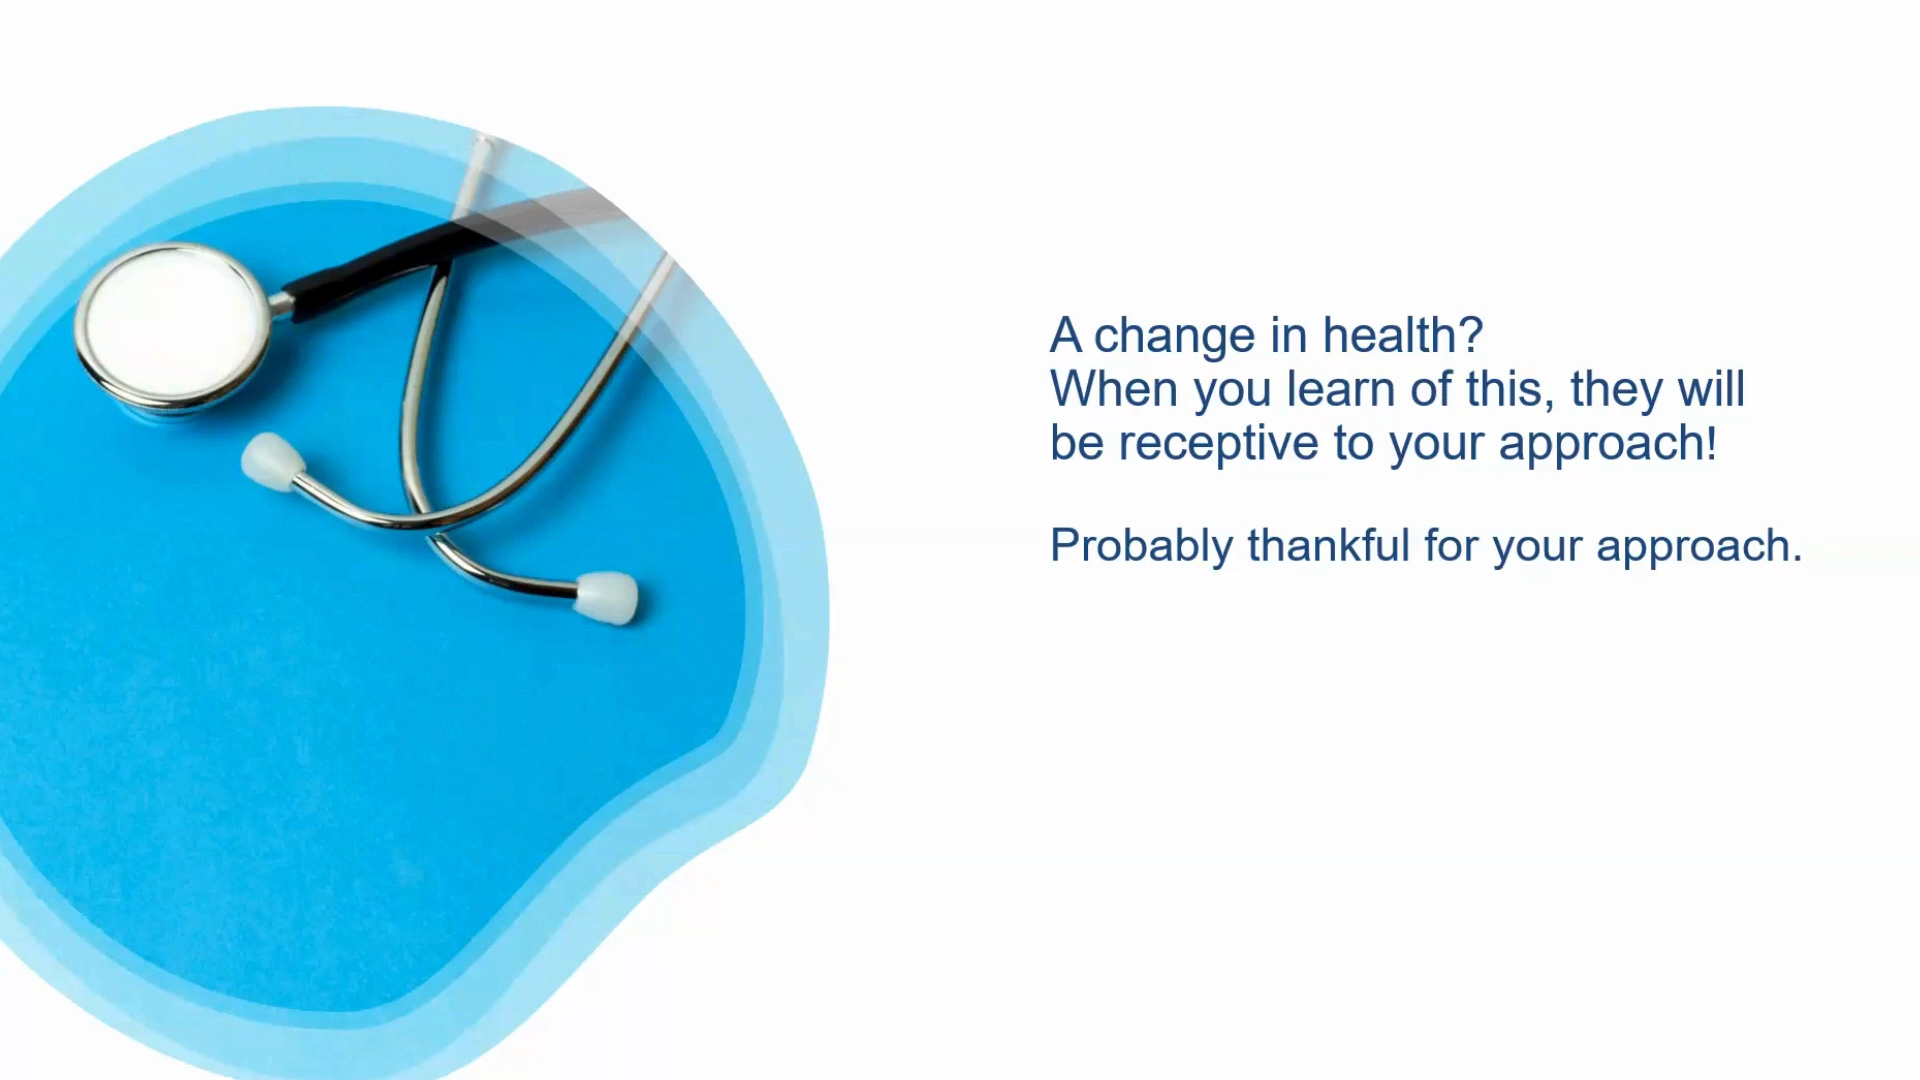 A change in health?
When you learn of this, they will
be receptive to your approach!
Probably thankful for your approach.